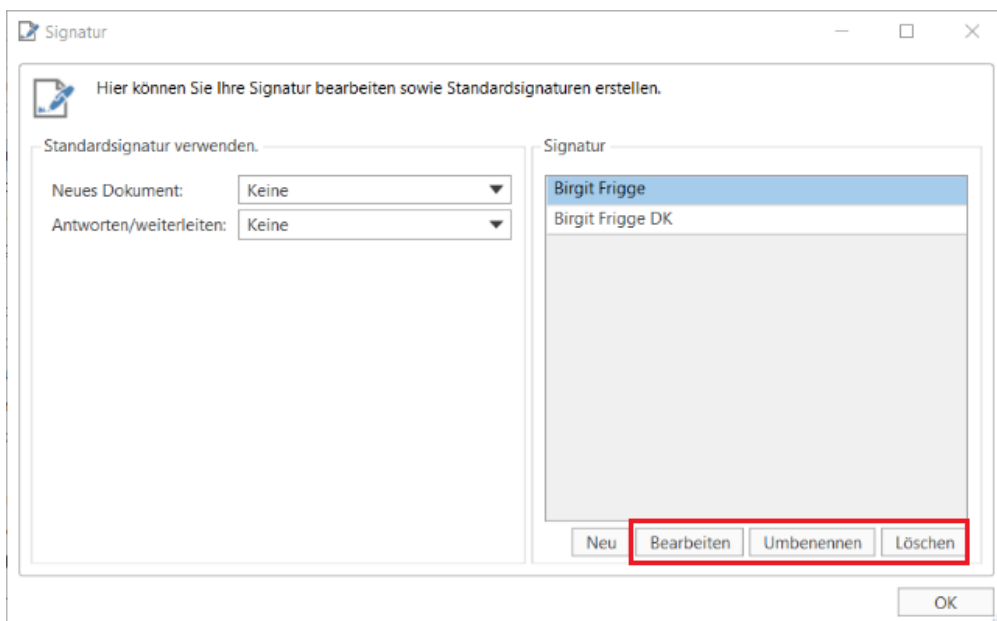 Signatur
Hier können Sie Ihre Signatur bearbeiten sowie Standardsignaturen erstellen.
Standardsignatur verwenden.
Neues Dokument: Keine
Antworten/weiterleiten: Keine
Signatur
Birgit Frigge
Birgit Frigge DK
Neu Bearbeiten Umbenennen Löschen
OK